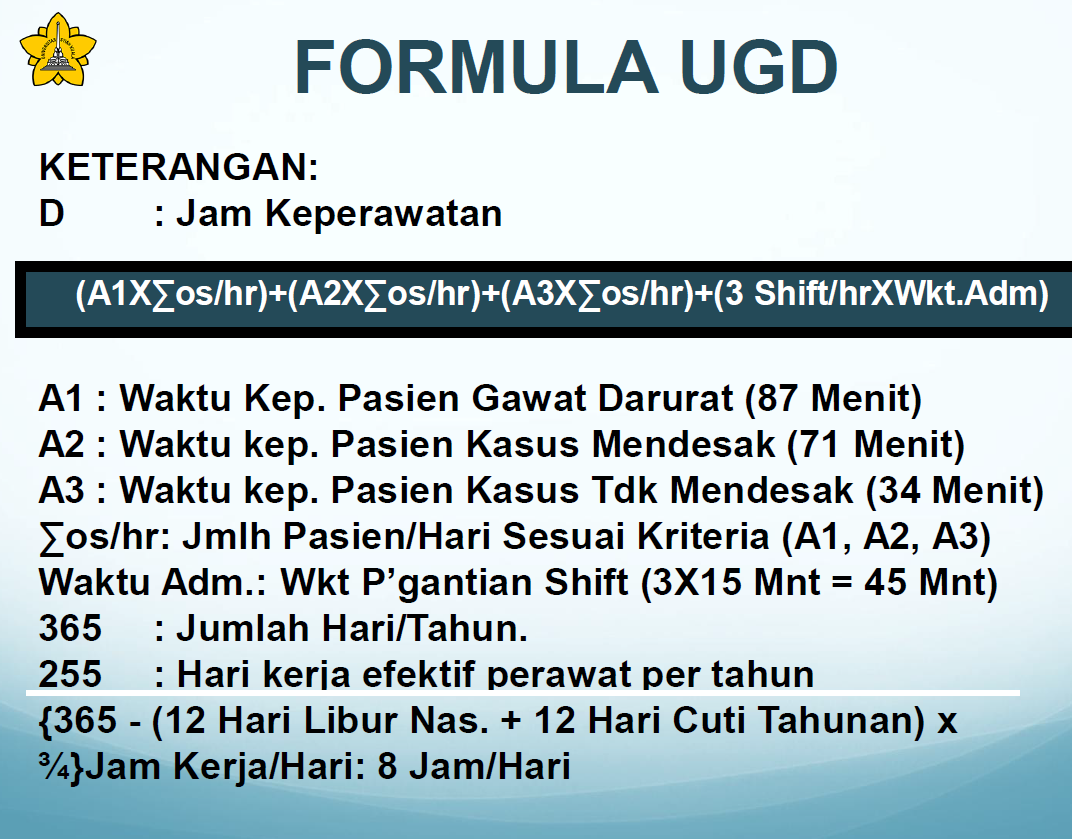 FORMULA UGD
KETERANGAN:
D : Jam Keperawatan
(A1X∑os/hr)+(A2X∑os/hr)+(A3X∑os/hr)+(3 Shift/hrXWkt.Adm)
A1 : Waktu Kep. Pasien Gawat Darurat (87 Menit)
A2 : Waktu kep. Pasien Kasus Mendesak (71 Menit)
A3 : Waktu kep. Pasien Kasus Tdk Mendesak (34 Menit)
∑os/hr: Jmlh Pasien/Hari Sesuai Kriteria (A1, A2, A3)
Waktu Adm.: Wkt P’gantian Shift (3X15 Mnt = 45 Mnt)
365 : Jumlah Hari/Tahun.
255 : Hari kerja efektif perawat per tahun
{365 - (12 Hari Libur Nas. + 12 Hari Cuti Tahunan) x
¾}Jam Kerja/Hari: 8 Jam/Hari